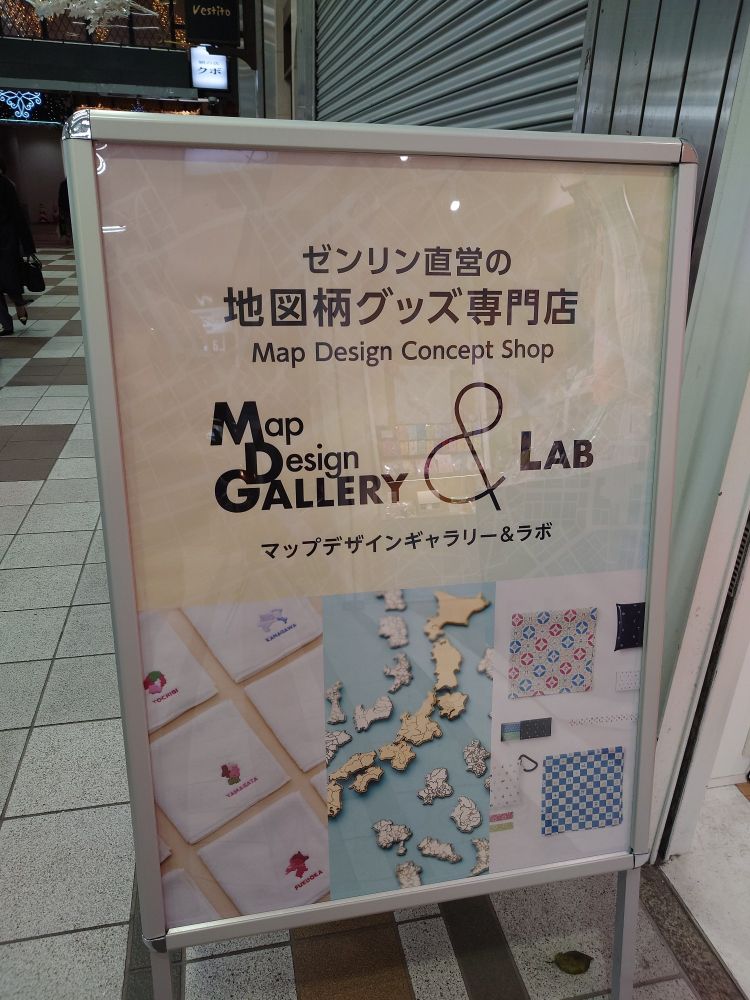 Vestito
クボ
ゼンリン直営の
地図柄グッズ専門店
Map Design Concept Shop
Map
Design
GALLERY & LAB
マップデザインギャラリー&ラボ
TOCHIGI
YAMAGATA
FUKUOKA